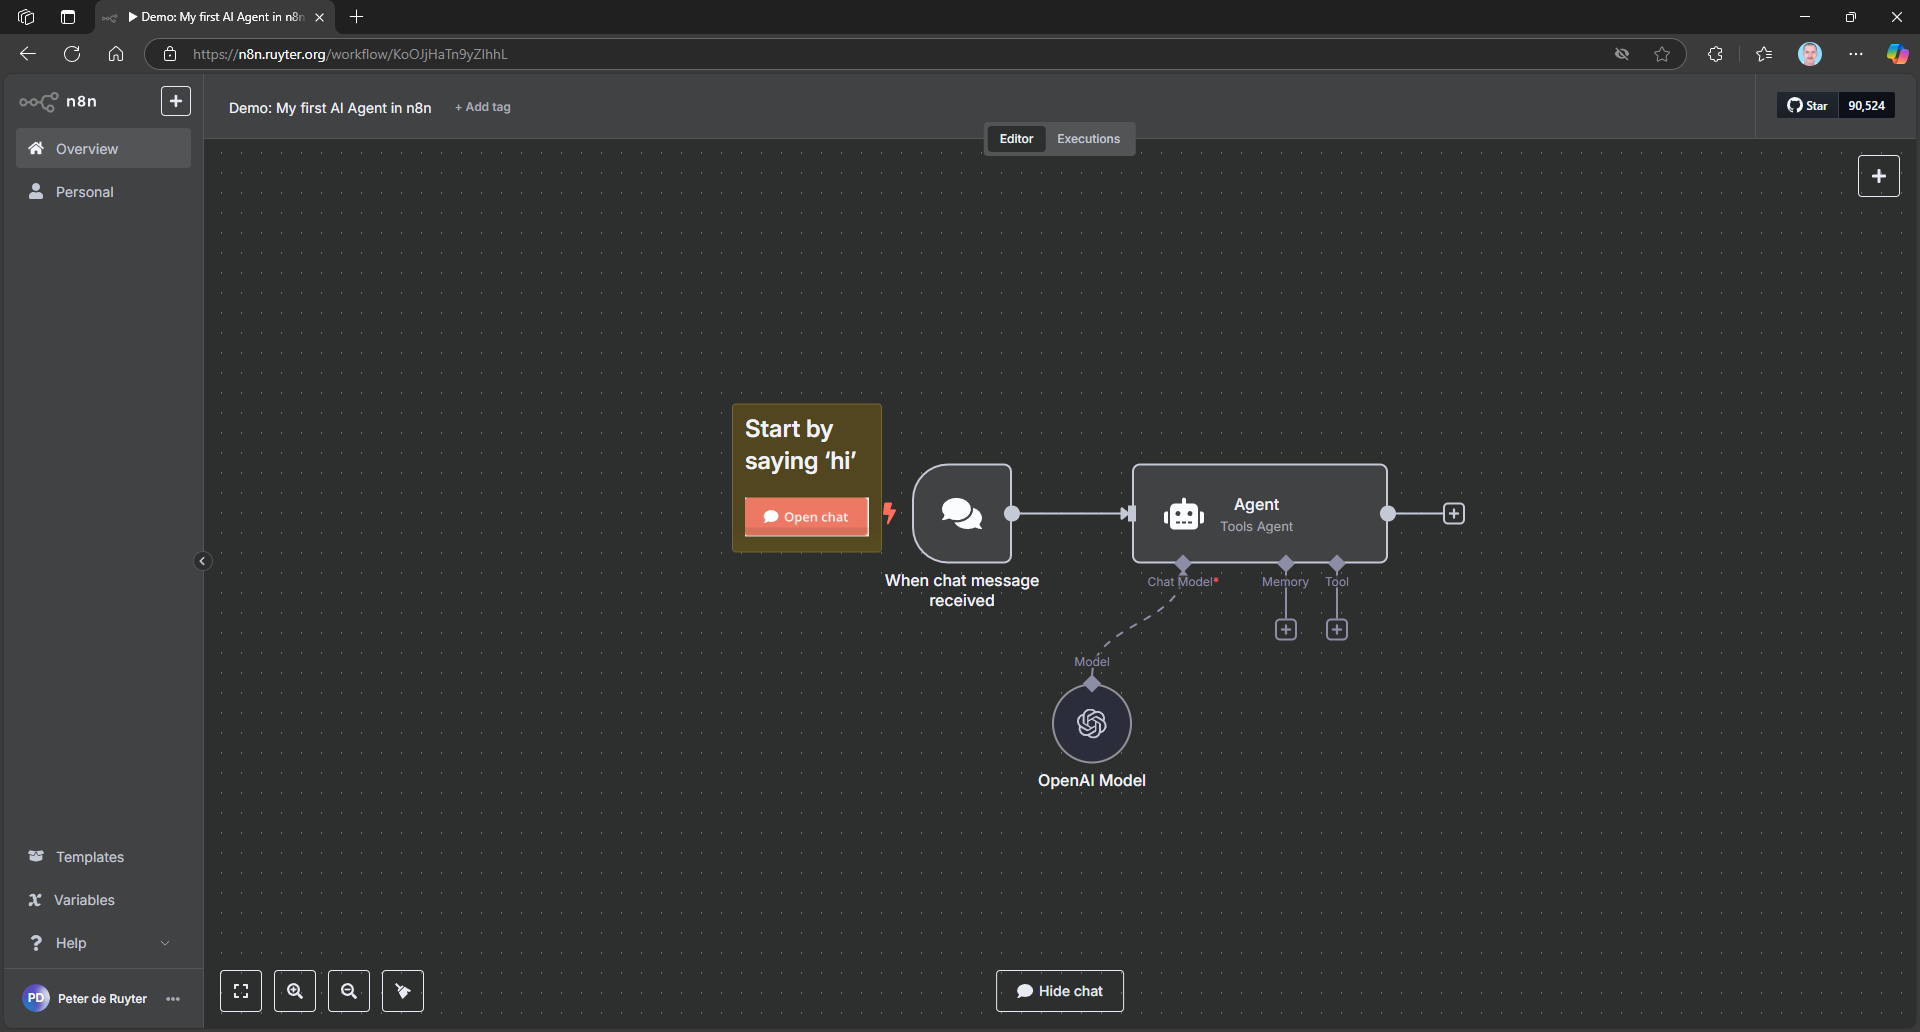 Demo: My first AI Agent in n8n
https://n8n.ruyter.org/workflow/KoOJjHaTn9yZlhhL
n8n
Demo: My first AI Agent in n8n
+ Add tag
Star 90,524
Editor Executions
Overview
Personal
Start by
saying ‘hi’
Open chat
When chat message
received
Agent
Tools Agent
Chat Model*
Memory
Tool
Model
OpenAI Model
Templates
Variables
Help
PD Peter de Ruyter
Hide chat